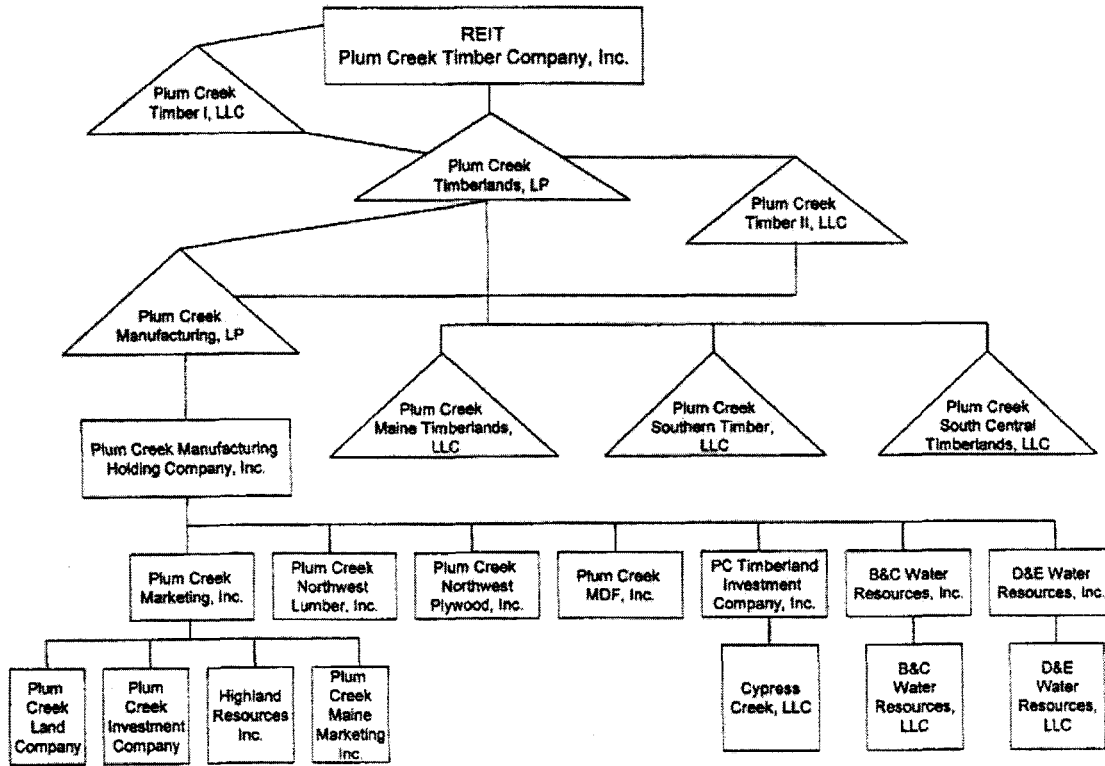 REIT
Plum Creek Timber Company, Inc.
Plum Creek
Timber I, LLC
Plum Creek
Timberlands, LP
Plum Creek
Timber II, LLC
Plum Creek
Manufacturing, LP
Plum Creek
Maine Timberlands,
LLC
Plum Creek
Southern Timber,
LLC
Plum Creek
South Central
Timberlands, LLC
Plum Creek Manufacturing
Holding Company, Inc.
Plum Creek
Marketing, Inc.
Plum Creek
Northwest
Lumber, Inc.
Plum Creek
Northwest
Plywood, Inc.
Plum Creek
MDF, Inc.
PC Timberland
Investment
Company, Inc.
B&C Water
Resources, Inc.
D&E Water
Resources, Inc.
Plum
Creek
Land
Company
Plum
Creek
Investment
Company
Highland
Resources
Inc.
Plum
Creek
Maine
Marketing
Inc.
Cypress
Creek, LLC
B&C
Water
Resources,
LLC
D&E
Water
Resources,
LLC